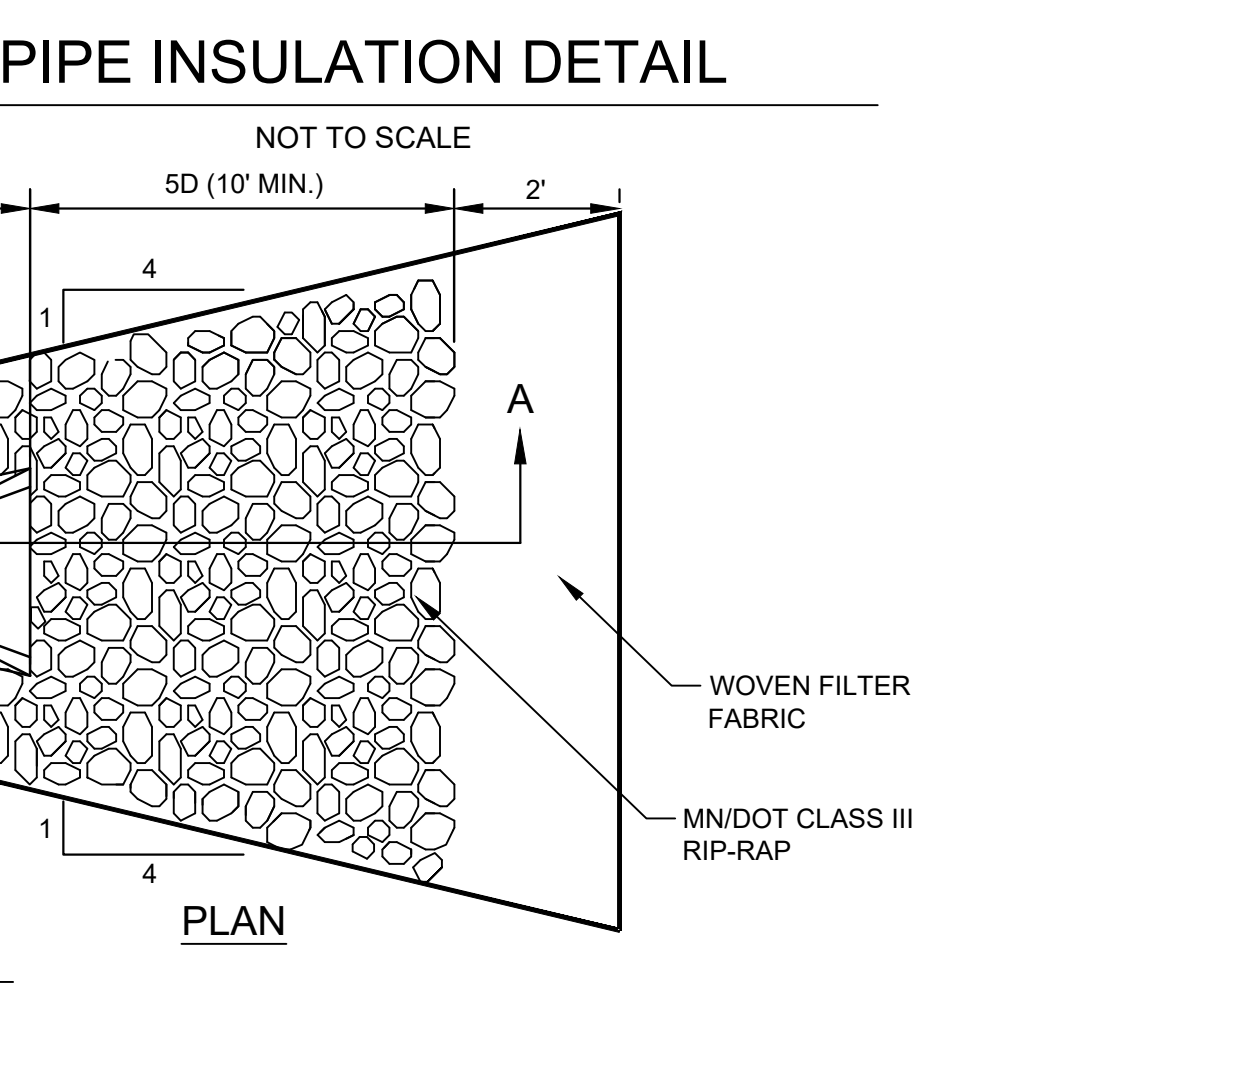 PIPE INSULATION DETAIL
NOT TO SCALE
5D (10' MIN.)
2'
4
1
A
WOVEN FILTER
FABRIC
MN/DOT CLASS III
RIP-RAP
1
4
PLAN